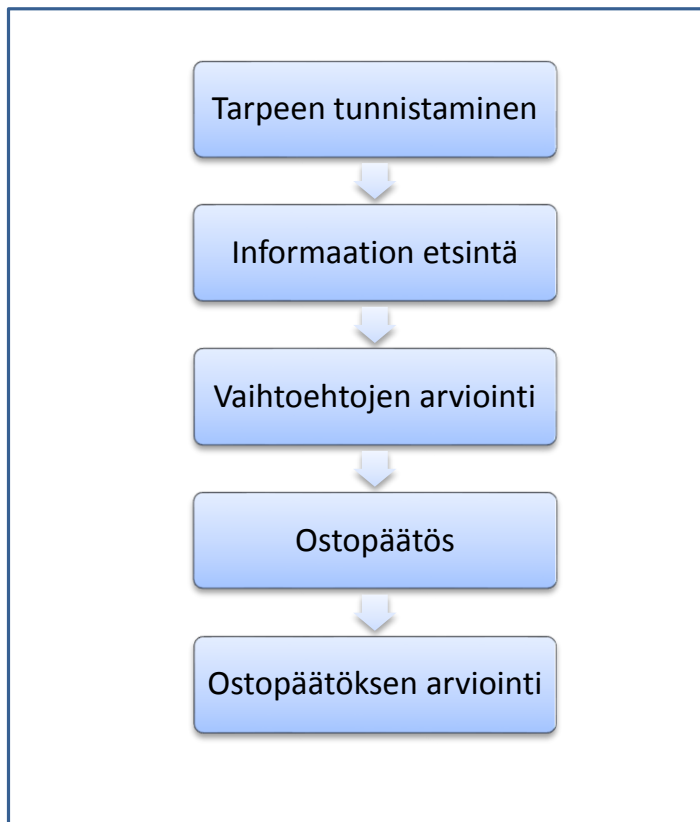 Tarpeen tunnistaminen
Informaation etsintä
Vaihtoehtojen arviointi
Ostopäätös
Ostopäätöksen arviointi